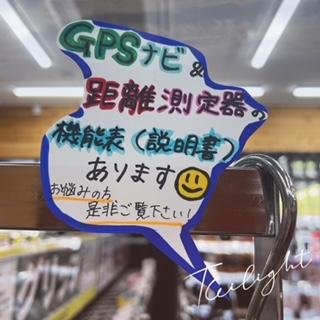 GPSナビ&
距離測定器の
機能表（説明書）
あります
お悩みの方
是非ご覧下さい!
Twilight